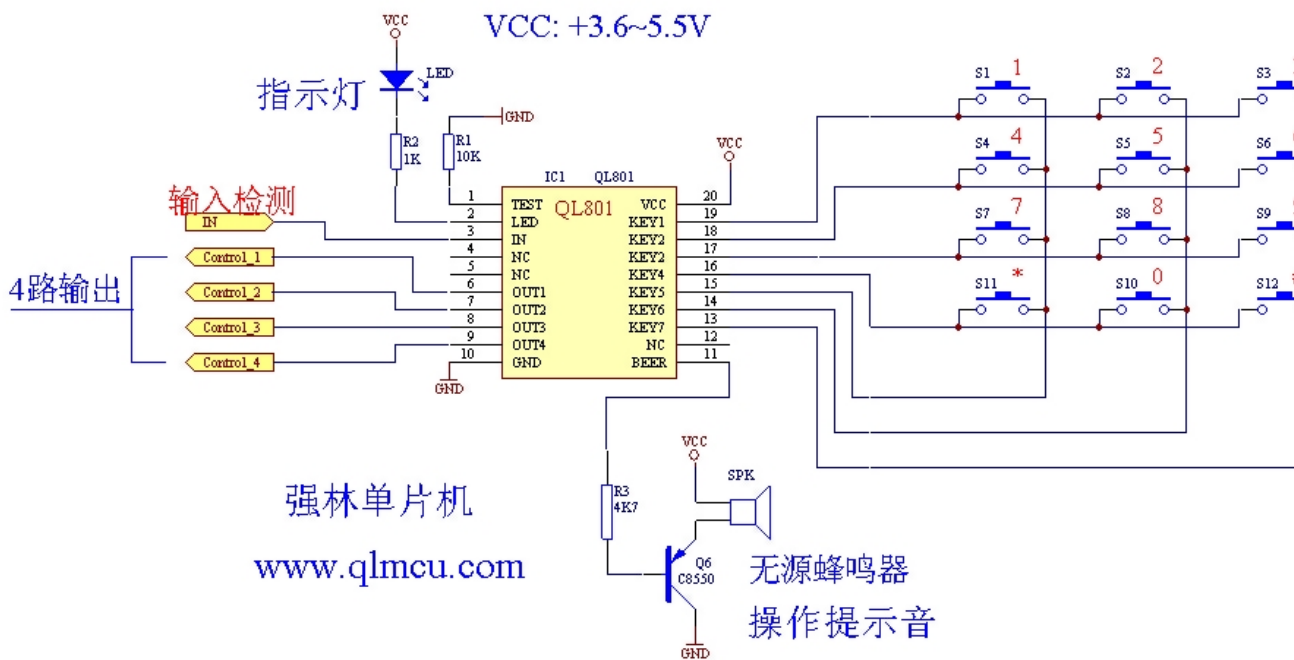 VCC: +3.6~5.5V
VCC
LED
指示灯
R2
1K
R1
10K
GND
S1 1
S2 2
S3
S4 4
S5 5
S6
S7 7
S8 8
S9
S11 *
S10 0
S12
VCC
IC1 QL801
QL801
输入检测
IN
Control_1
Control_2
Control_3
Control_4
4路输出
1 TEST VCC 20
2 LED KEY1 19
3 IN KEY2 18
4 NC KEY2 17
5 NC KEY4 16
6 OUT1 KEY5 15
7 OUT2 KEY6 14
8 OUT3 KEY7 13
9 OUT4 NC 12
10 GND BEER 11
GND
VCC
SPK
R3
4K7
Q6
C8550
GND
强林单片机
www.qlmcu.com
无源蜂鸣器
操作提示音